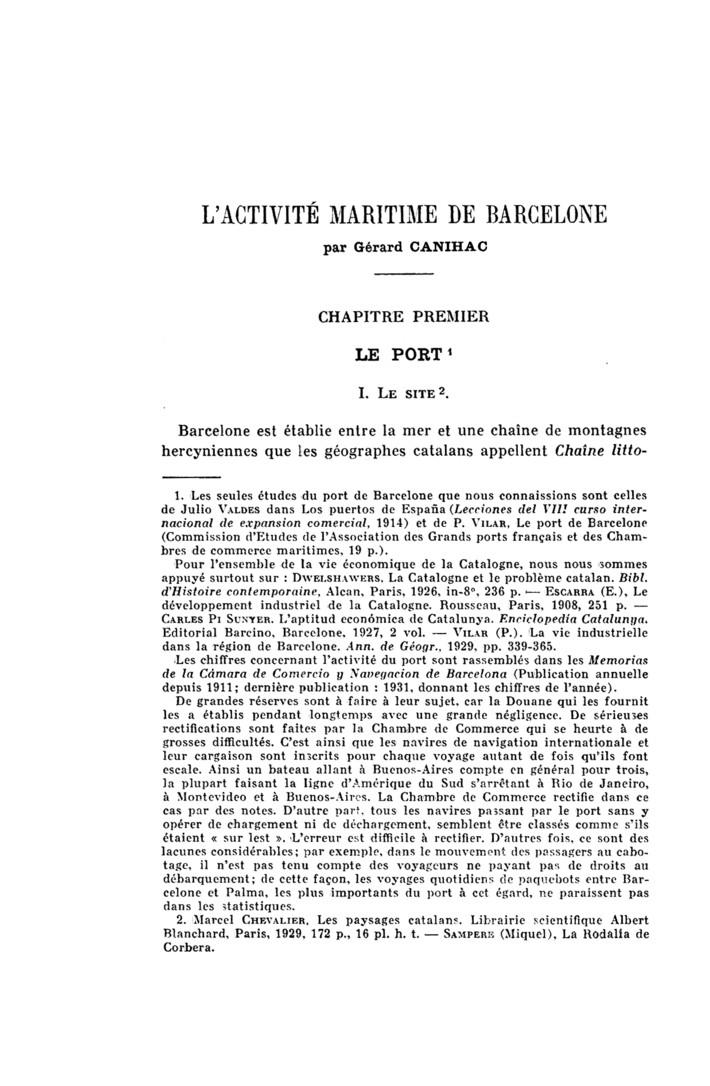 L'ACTIVITÉ MARITIME DE BARCELONE
par Gérard CANIHAC
CHAPITRE PREMIER
LE PORT ¹
I. LE SITE ².
Barcelone est établie entre la mer et une chaîne de montagnes
hercyniennes que les géographes catalans appellent Chaîne litto-
1. Les seules études du port de Barcelone que nous connaissions sont celles
de Julio VALDES dans Los puertos de España (Lecciones del VIII curso inter-
nacional de expansion comercial, 1914) et de P. VILAR, Le port de Barcelone
(Commission d'Etudes de l'Association des Grands ports français et des Cham-
bres de commerce maritimes, 19 p.).
Pour l'ensemble de la vie économique de la Catalogne, nous nous sommes
appuyé surtout sur : DWELSHAWERS. La Catalogne et le problème catalan. Bibl.
d'Histoire contemporaine, Alcan, Paris, 1926, in-8°, 236 p. — ESCARRA (E.), Le
développement industriel de la Catalogne. Rousseau, Paris, 1908, 251 p. —
CARLES PI SUNYER. L'aptitud económica de Catalunya. Enciclopedia Catalunya.
Editorial Barcino, Barcelone, 1927, 2 vol. — VILAR (P.). La vie industrielle
dans la région de Barcelone. Ann. de Géogr., 1929, pp. 339-365.
Les chiffres concernant l'activité du port sont rassemblés dans les Memorias
de la Cámara de Comercio y Navegacion de Barcelona (Publication annuelle
depuis 1911; dernière publication : 1931, donnant les chiffres de l'année).
De grandes réserves sont à faire à leur sujet, car la Douane qui les fournit
les a établis pendant longtemps avec une grande négligence. De sérieuses
rectifications sont faites par la Chambre de Commerce qui se heurte à de
grosses difficultés. C'est ainsi que les navires de navigation internationale et
leur cargaison sont inscrits pour chaque voyage autant de fois qu'ils font
escale. Ainsi un bateau allant à Buenos-Aires compte en général pour trois,
la plupart faisant la ligne d'Amérique du Sud s'arrêtant à Rio de Janeiro,
à Montevideo et à Buenos-Aires. La Chambre de Commerce rectifie dans ce
cas par des notes. D'autre part, tous les navires passant par le port sans y
opérer de chargement ni de déchargement, semblent être classés comme s'ils
étaient « sur lest ». L'erreur est difficile à rectifier. D'autres fois, ce sont des
lacunes considérables; par exemple, dans le mouvement des passagers au cabo-
tage, il n'est pas tenu compte des voyageurs ne payant pas de droits au
débarquement; de cette façon, les voyages quotidiens de paquebots entre Bar-
celone et Palma, les plus importants du port à cet égard, ne paraissent pas
dans les statistiques.
2. Marcel CHEVALIER. Les paysages catalans. Librairie scientifique Albert
Blanchard, Paris, 1929, 172 p., 16 pl. h. t. — SAMPERE (Miquel), La Rodalía de
Corbera.